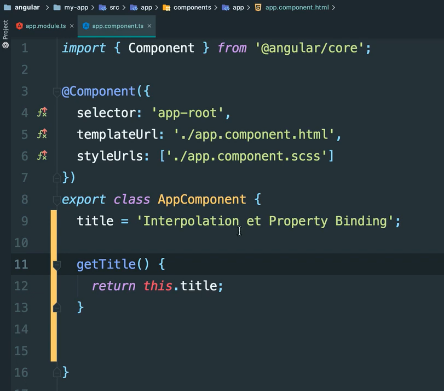 angular > my-app > src > app > components > app > app.component.html >
app.module.ts × app.component.ts ×
Project
1 import { Component } from '@angular/core';
2
3 @Component({
4 selector: 'app-root',
5 templateUrl: './app.component.html',
6 styleUrls: ['./app.component.scss']
7 })
8 export class AppComponent {
9 title = 'Interpolation et Property Binding';
10
11 getTitle() {
12 return this.title;
13 }
14
15
16 }